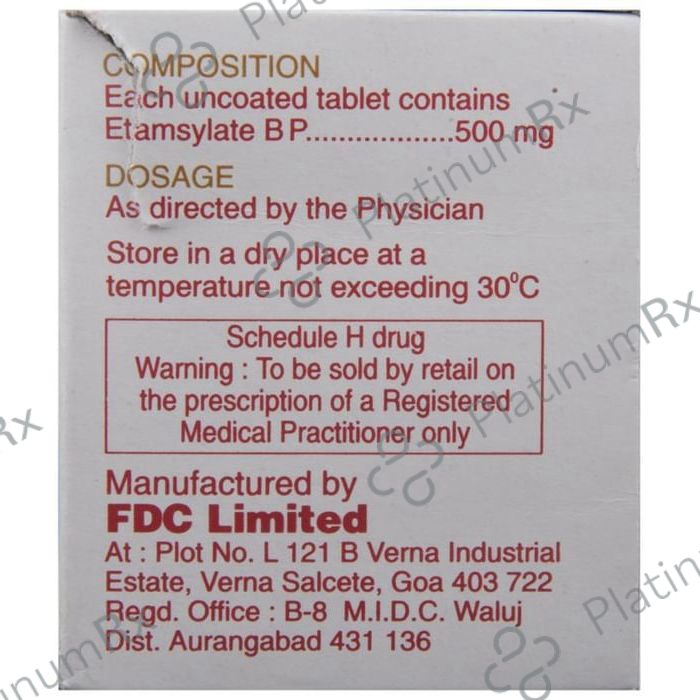 COMPOSITION
Each uncoated tablet contains
Etamsylate B P..................500 mg
DOSAGE
As directed by the Physician
Store in a dry place at a
temperature not exceeding 30⁰C
Schedule H drug
Warning : To be sold by retail on
the prescription of a Registered
Medical Practitioner only
Manufactured by
FDC Limited
At : Plot No. L 121 B Verna Industrial
Estate, Verna Salcete, Goa 403 722
Regd. Office : B-8 M.I.D.C. Waluj
Dist. Aurangabad 431 136
PlatinumRx
PlatinumRx
PlatinumRx